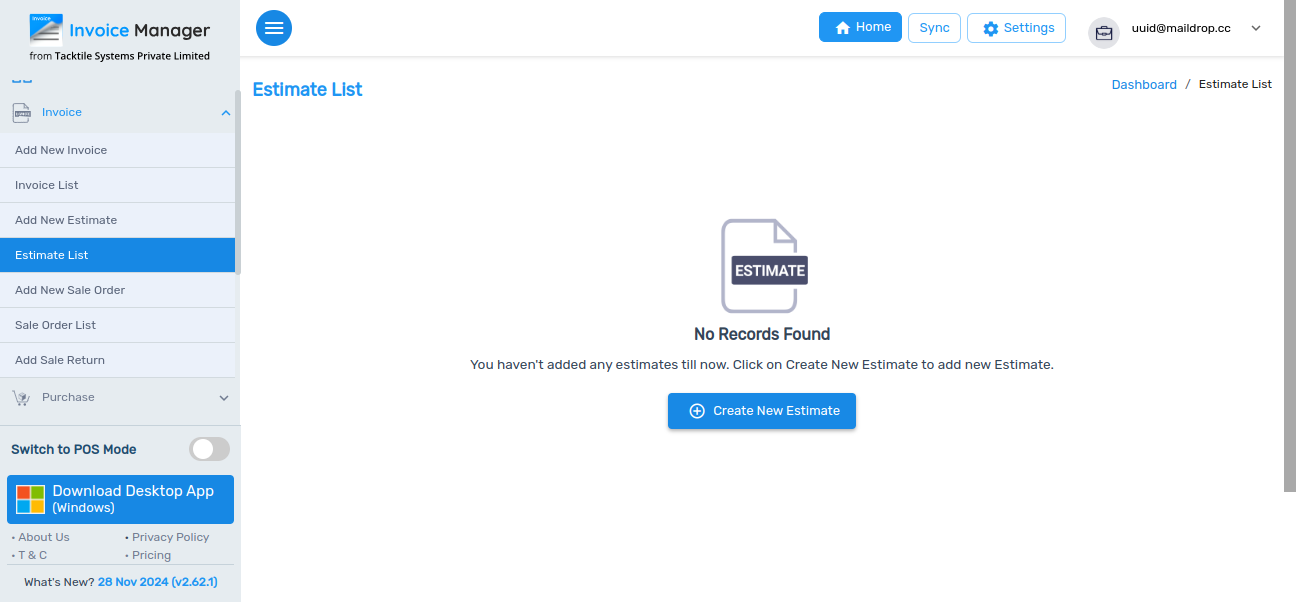 Invoice
Invoice Manager
from Tacktile Systems Private Limited
Invoice
Add New Invoice
Invoice List
Add New Estimate
Estimate List
Add New Sale Order
Sale Order List
Add Sale Return
Purchase
Switch to POS Mode
Download Desktop App
(Windows)
• About Us • Privacy Policy
• T & C • Pricing
What's New? 28 Nov 2024 (v2.62.1)
Home Sync Settings uuid@maildrop.cc
Estimate List
Dashboard / Estimate List
ESTIMATE
No Records Found
You haven't added any estimates till now. Click on Create New Estimate to add new Estimate.
Create New Estimate